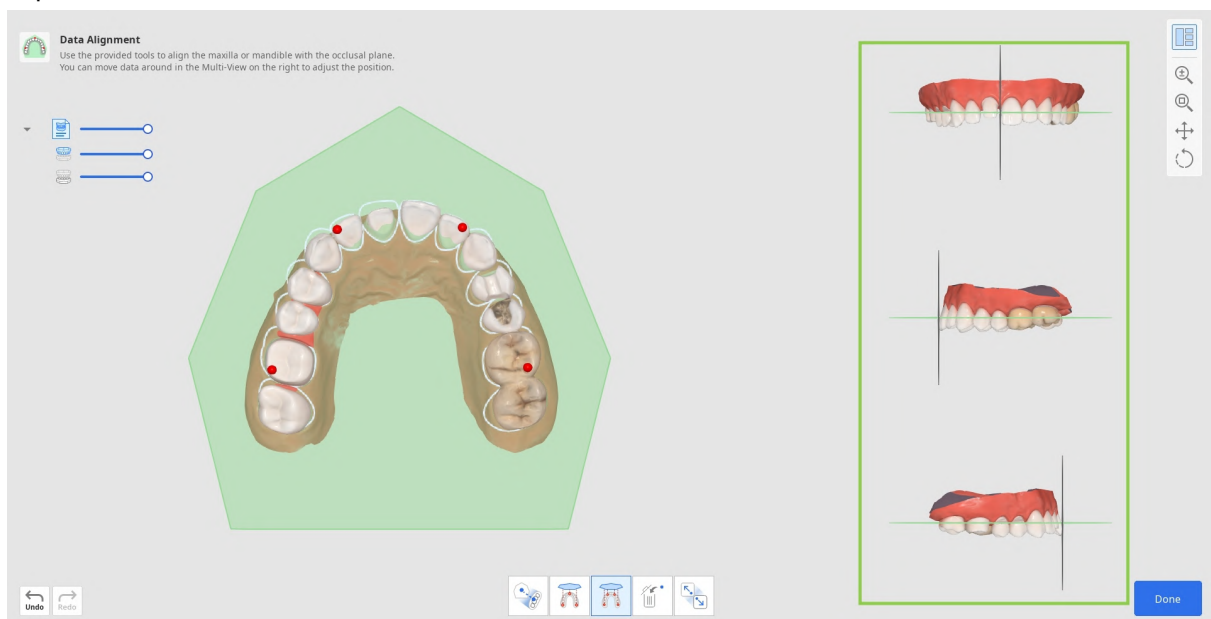 Data Alignment
Use the provided tools to align the maxilla or mandible with the occlusal plane.
You can move data around in the Multi-View on the right to adjust the position.
Undo
Redo
Done